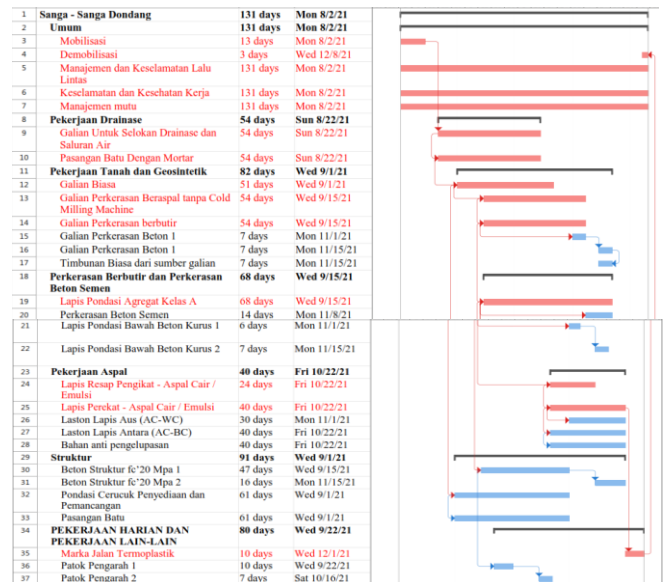 1 Sanga - Sanga Dondang 131 days Mon 8/2/21
2 Umum 131 days Mon 8/2/21
3 Mobilisasi 13 days Mon 8/2/21
4 Demobilisasi 3 days Wed 12/8/21
5 Manajemen dan Keselamatan Lalu 131 days Mon 8/2/21
Lintas
6 Keselamatan dan Kesehatan Kerja 131 days Mon 8/2/21
7 Manajemen mutu 131 days Mon 8/2/21
8 Pekerjaan Drainase 54 days Sun 8/22/21
9 Galian Untuk Selokan Drainase dan 54 days Sun 8/22/21
Saluran Air
10 Pasangan Batu Dengan Mortar 54 days Sun 8/22/21
11 Pekerjaan Tanah dan Geosintetik 82 days Wed 9/1/21
12 Galian Biasa 51 days Wed 9/1/21
13 Galian Perkerasan Beraspal tanpa Cold 54 days Wed 9/15/21
Milling Machine
14 Galian Perkerasan berbutir 54 days Wed 9/15/21
15 Galian Perkerasan Beton 1 7 days Mon 11/1/21
16 Galian Perkerasan Beton 1 7 days Mon 11/15/21
17 Timbunan Biasa dari sumber galian 7 days Mon 11/15/21
18 Perkerasan Berbutir dan Perkerasan 68 days Wed 9/15/21
Beton Semen
19 Lapis Pondasi Agregat Kelas A 68 days Wed 9/15/21
20 Perkerasan Beton Semen 14 days Mon 11/8/21
21 Lapis Pondasi Bawah Beton Kurus 1 6 days Mon 11/1/21
22 Lapis Pondasi Bawah Beton Kurus 2 7 days Mon 11/15/21
23 Pekerjaan Aspal 40 days Fri 10/22/21
24 Lapis Resap Pengikat - Aspal Cair / 24 days Fri 10/22/21
Emulsi
25 Lapis Perekat - Aspal Cair / Emulsi 40 days Fri 10/22/21
26 Laston Lapis Aus (AC-WC) 30 days Mon 11/1/21
27 Laston Lapis Antara (AC-BC) 40 days Fri 10/22/21
28 Bahan anti pengelupasan 40 days Fri 10/22/21
29 Struktur 91 days Wed 9/1/21
30 Beton Struktur fc'20 Mpa 1 47 days Wed 9/15/21
31 Beton Struktur fc'20 Mpa 2 16 days Mon 11/15/21
32 Pondasi Cerucuk Penyediaan dan 61 days Wed 9/1/21
Pemancangan
33 Pasangan Batu 61 days Wed 9/1/21
34 PEKERJAAN HARIAN DAN 80 days Wed 9/22/21
PEKERJAAN LAIN-LAIN
35 Marka Jalan Termoplastik 10 days Wed 12/1/21
36 Patok Pengarah 1 10 days Wed 9/22/21
37 Patok Pengarah 2 7 days Sat 10/16/21